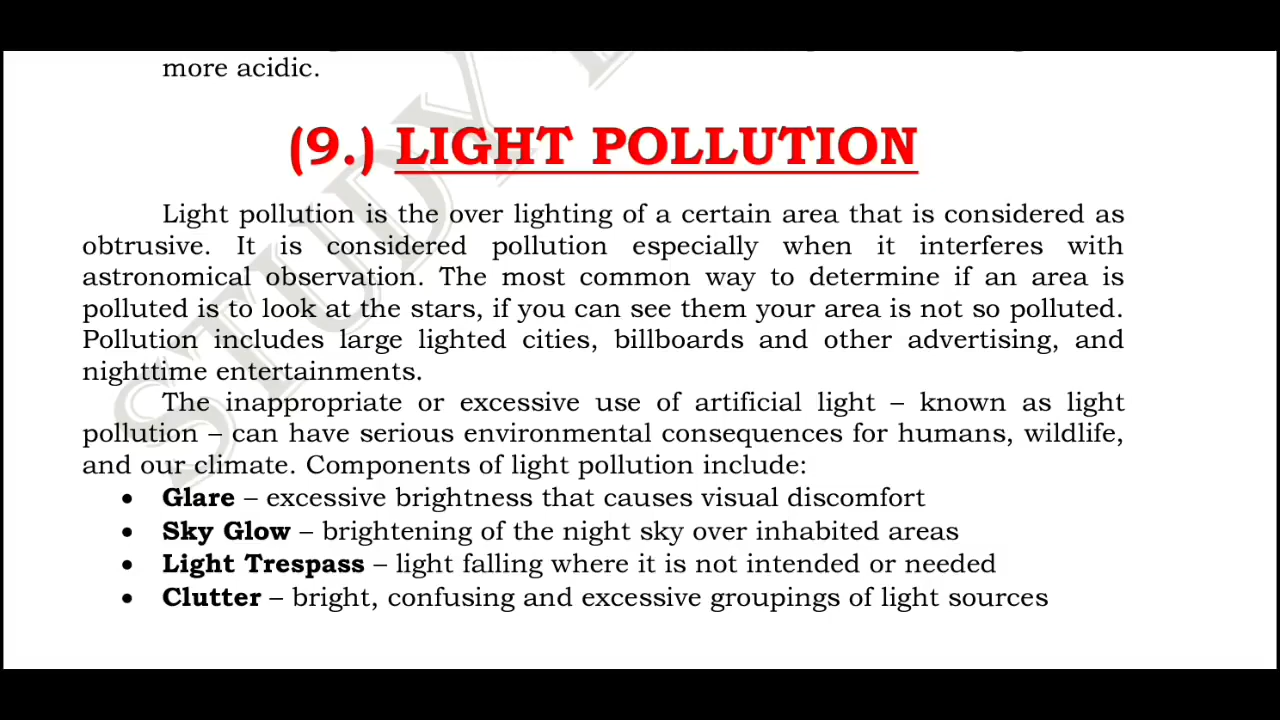 more acidic.
(9.) LIGHT POLLUTION
Light pollution is the over lighting of a certain area that is considered as
obtrusive. It is considered pollution especially when it interferes with
astronomical observation. The most common way to determine if an area is
polluted is to look at the stars, if you can see them your area is not so polluted.
Pollution includes large lighted cities, billboards and other advertising, and
nighttime entertainments.
The inappropriate or excessive use of artificial light – known as light
pollution – can have serious environmental consequences for humans, wildlife,
and our climate. Components of light pollution include:
• Glare – excessive brightness that causes visual discomfort
• Sky Glow – brightening of the night sky over inhabited areas
• Light Trespass – light falling where it is not intended or needed
• Clutter – bright, confusing and excessive groupings of light sources
STUDY